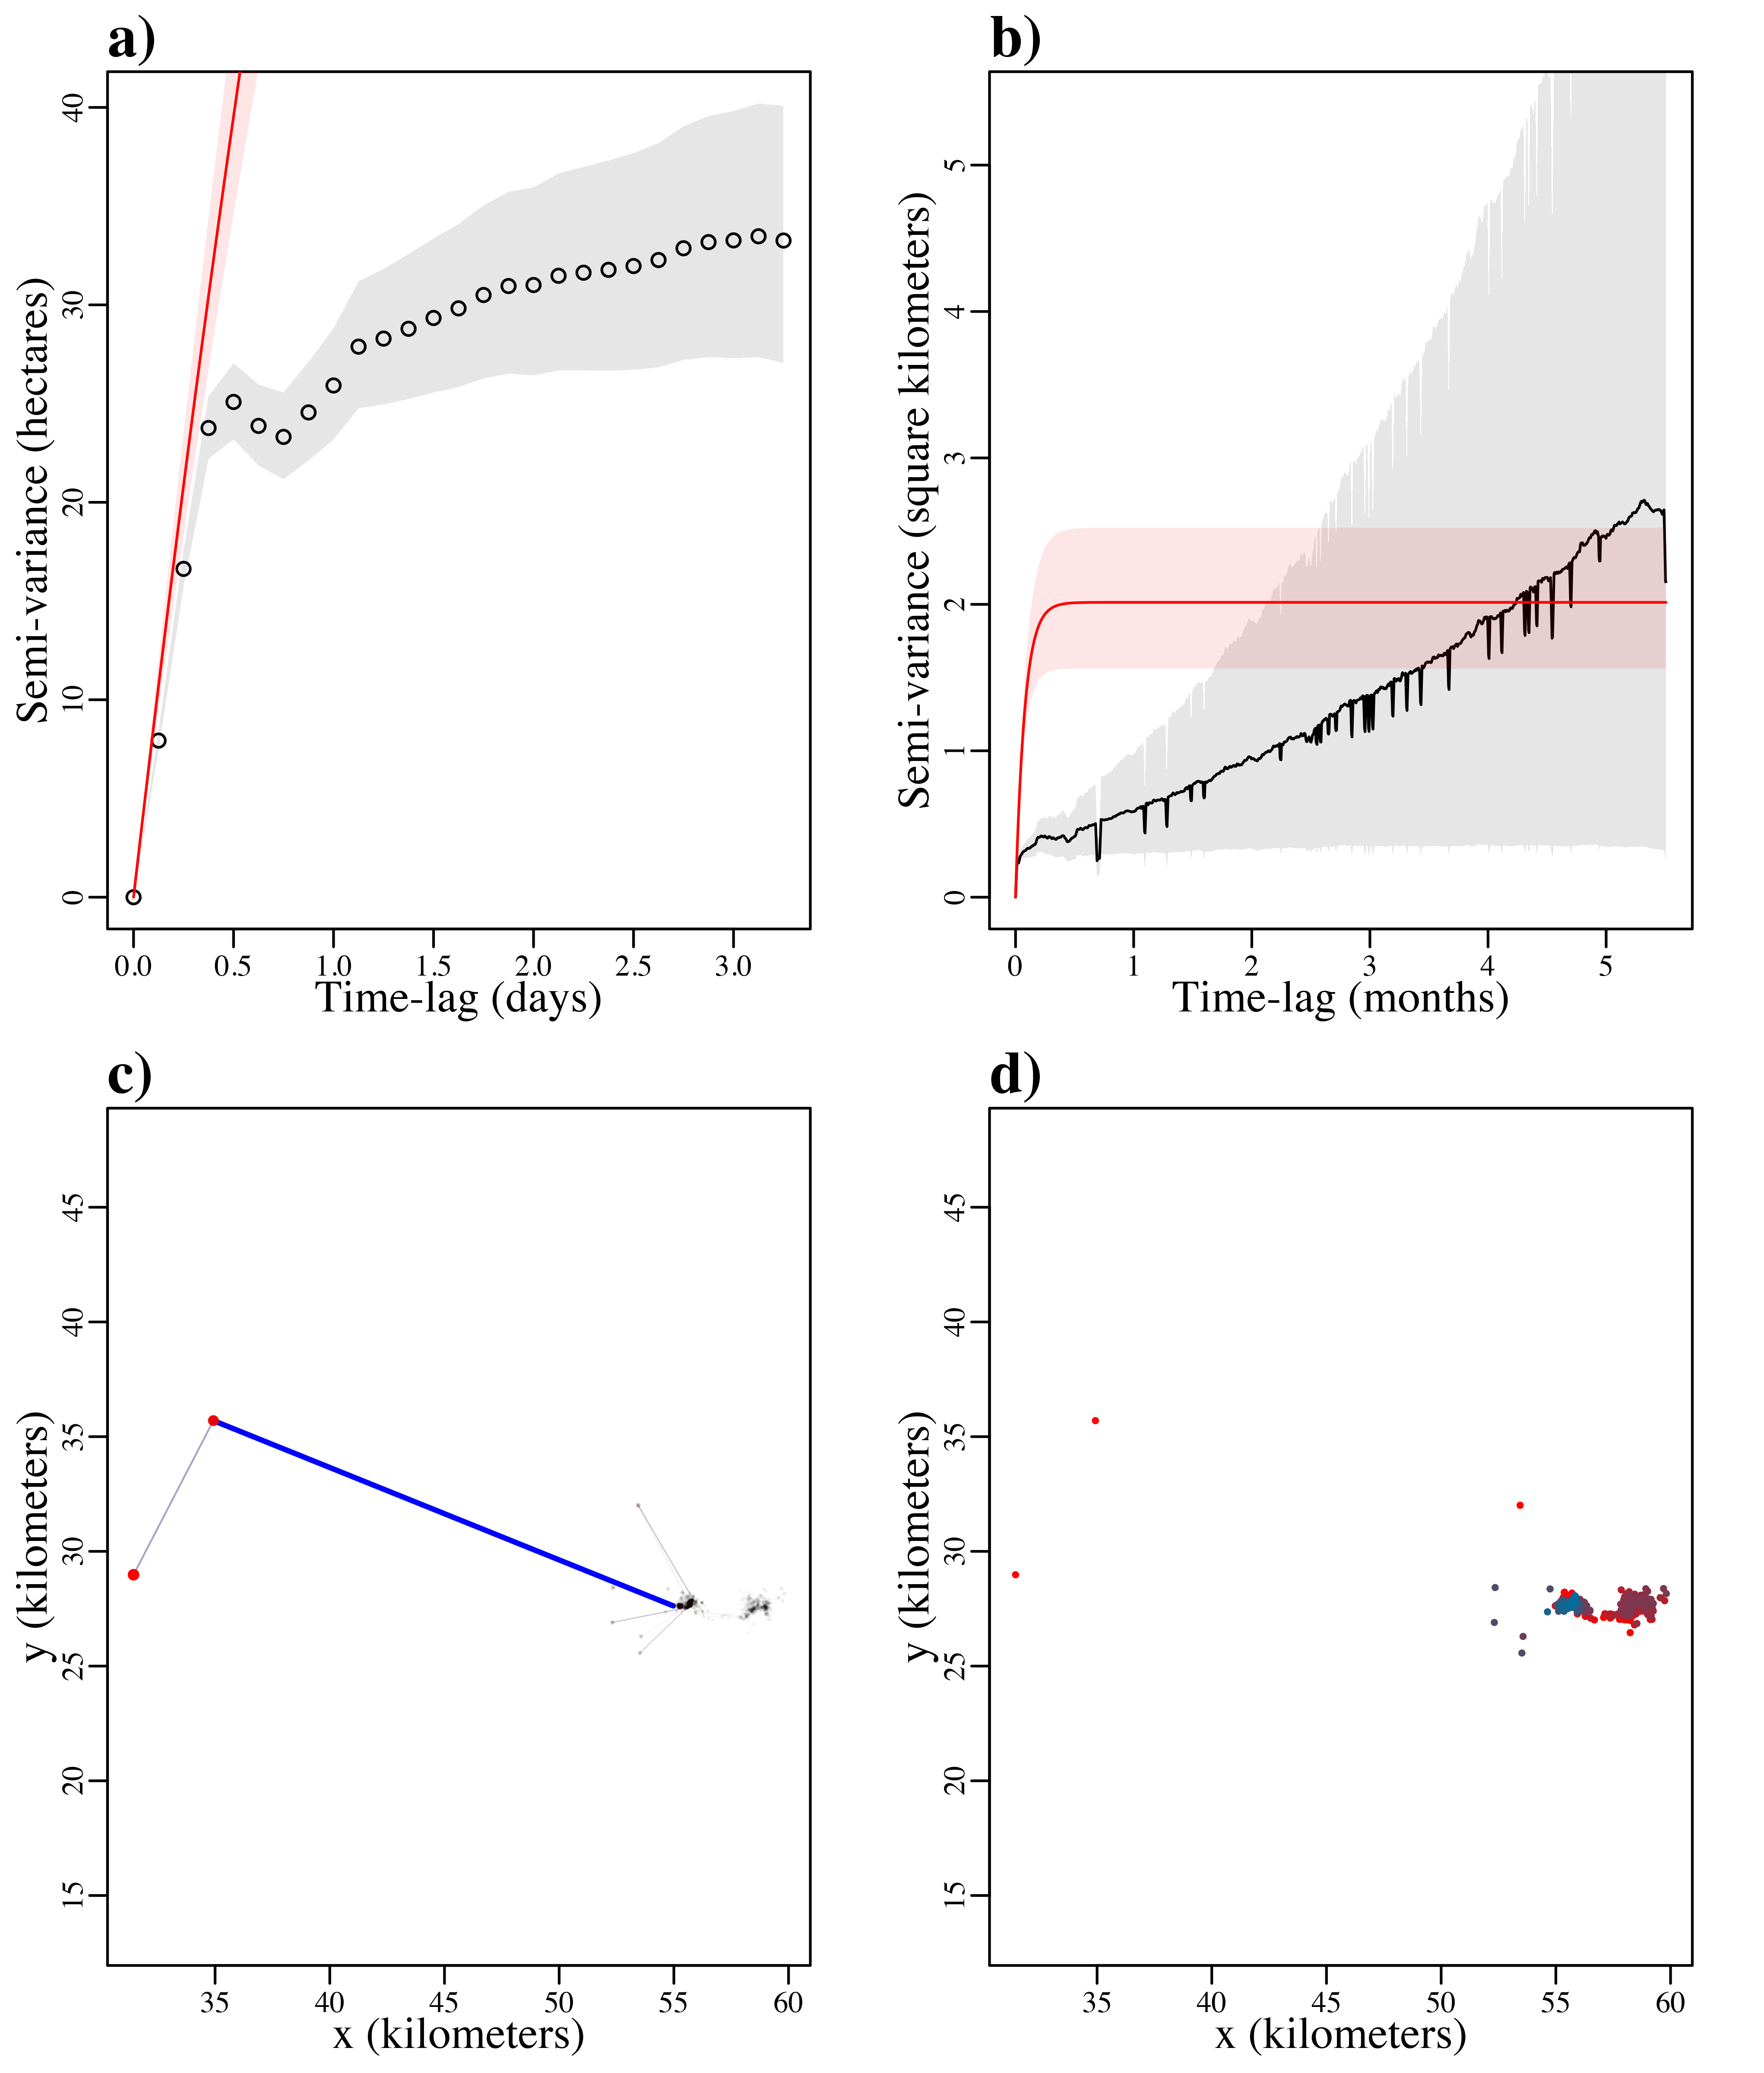 a)
Semi-variance (hectares)
40
30
20
10
0
0.0 0.5 1.0 1.5 2.0 2.5 3.0
Time-lag (days)
b)
Semi-variance (square kilometers)
5
4
3
2
1
0
0 1 2 3 4 5
Time-lag (months)
c)
y (kilometers)
45
40
35
30
25
20
15
35 40 45 50 55 60
x (kilometers)
d)
y (kilometers)
45
40
35
30
25
20
15
35 40 45 50 55 60
x (kilometers)